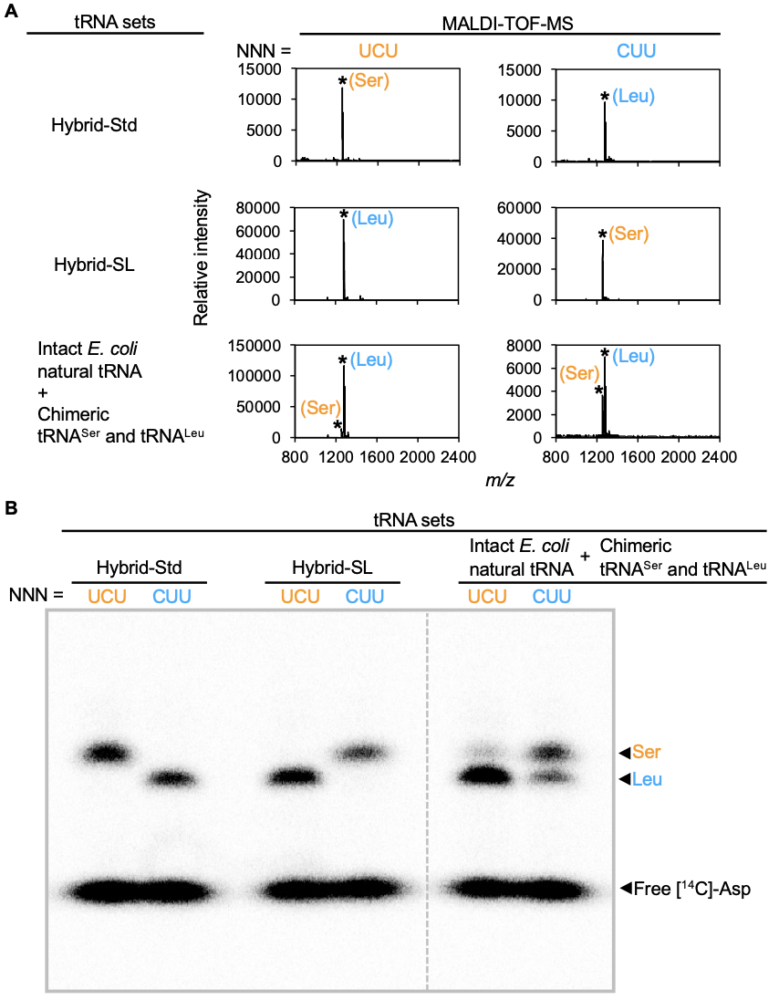 A
tRNA sets
MALDI-TOF-MS
NNN = UCU CUU
Hybrid-Std
15000
10000
5000
0
*(Ser)
15000
10000
5000
0
*(Leu)
Relative intensity
Hybrid-SL
80000
60000
40000
20000
0
*(Leu)
60000
40000
20000
0
*(Ser)
Intact E. coli
natural tRNA
+
Chimeric
tRNASer and tRNALeu
150000
100000
50000
0
*(Leu)
(Ser)
*
800 1200 1600 2000 2400
8000
6000
4000
2000
0
*(Leu)
(Ser)
*
800 1200 1600 2000 2400
m/z
B
tRNA sets
Hybrid-Std Hybrid-SL
Intact E. coli
natural tRNA
+
Chimeric
tRNASer and tRNALeu
NNN = UCU CUU UCU CUU UCU CUU
◀Ser
◀Leu
◀Free [14C]-Asp